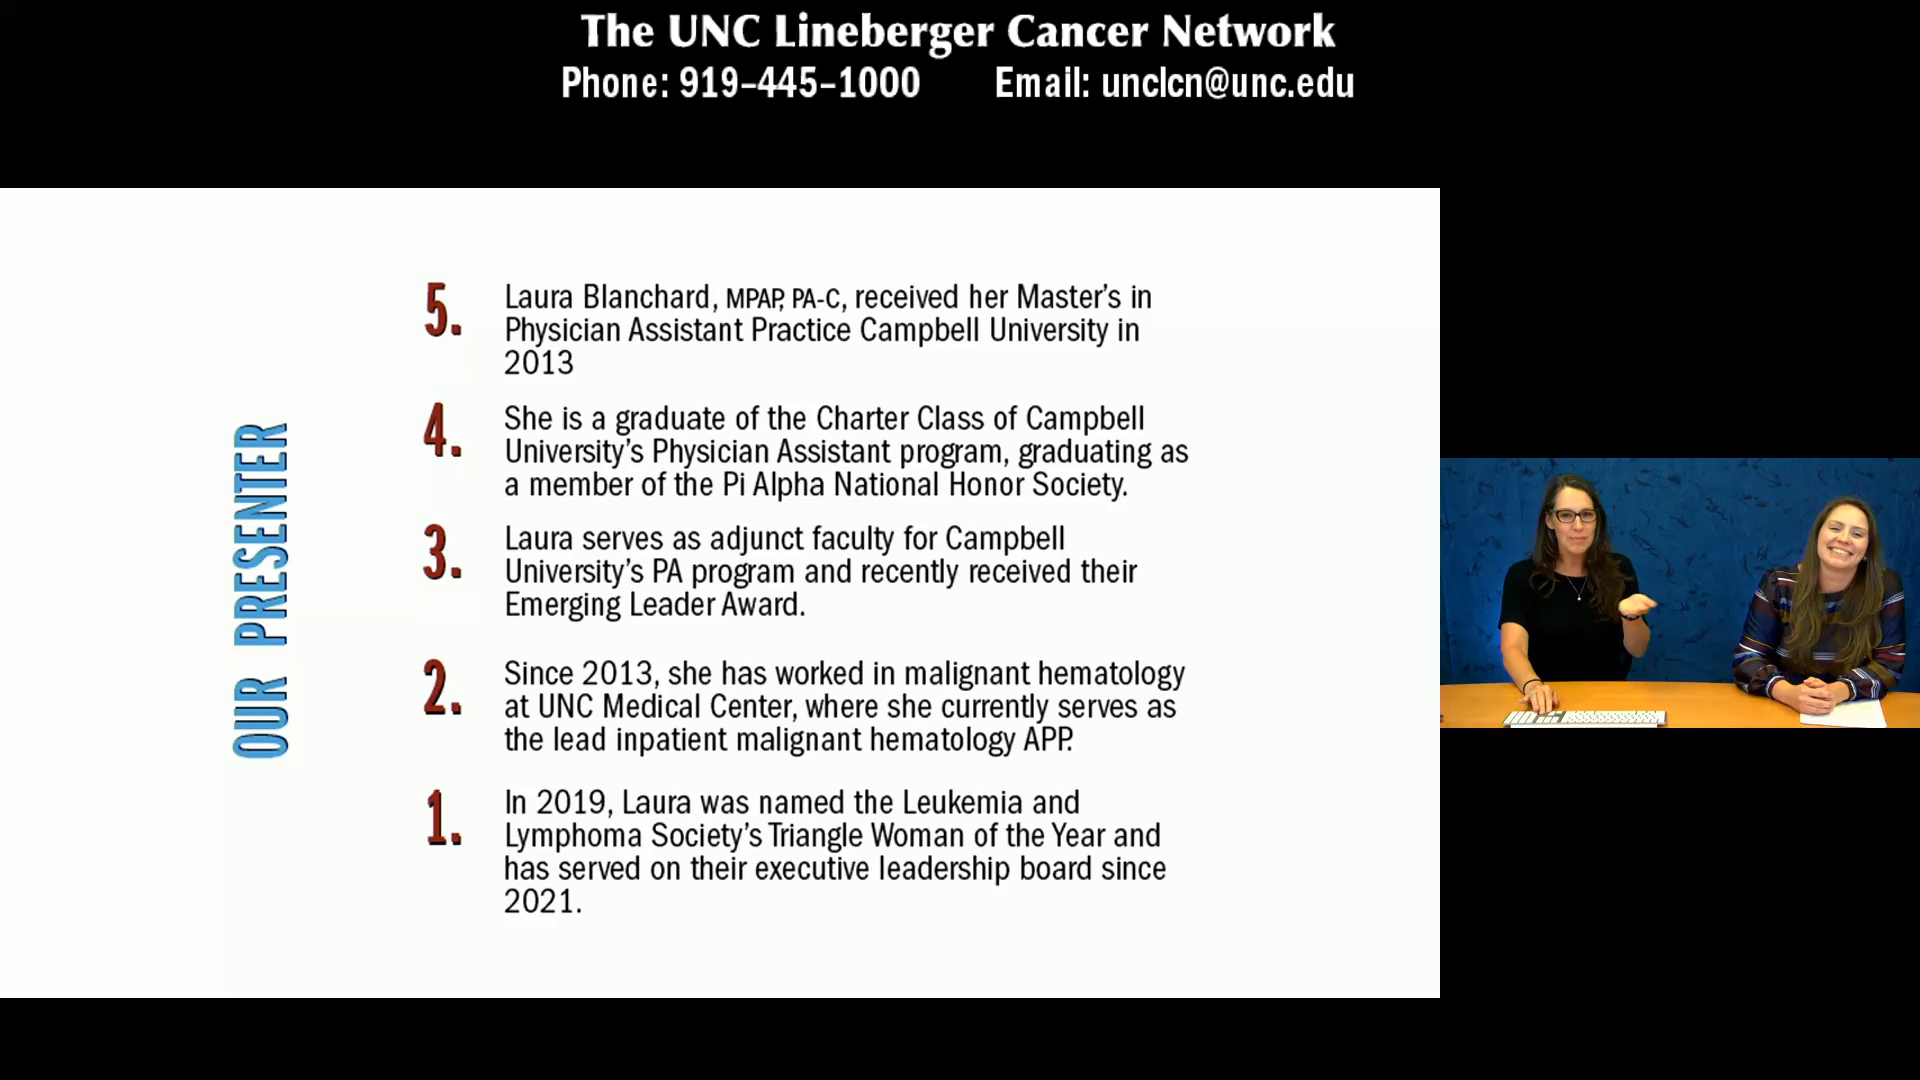 The UNC Lineberger Cancer Network
Phone: 919-445-1000 Email: unclcn@unc.edu
OUR PRESENTER
5. Laura Blanchard, MPAP, PA-C, received her Master's in
Physician Assistant Practice Campbell University in
2013
4. She is a graduate of the Charter Class of Campbell
University's Physician Assistant program, graduating as
a member of the Pi Alpha National Honor Society.
3. Laura serves as adjunct faculty for Campbell
University's PA program and recently received their
Emerging Leader Award.
2. Since 2013, she has worked in malignant hematology
at UNC Medical Center, where she currently serves as
the lead inpatient malignant hematology APP.
1. In 2019, Laura was named the Leukemia and
Lymphoma Society's Triangle Woman of the Year and
has served on their executive leadership board since
2021.